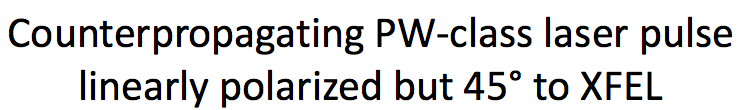 Counterpropagating PW-class laser pulse
linearly polarized but 45° to XFEL